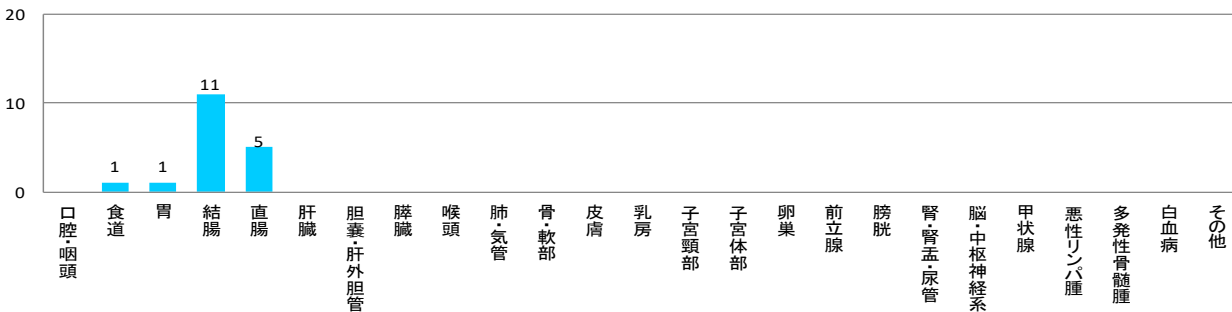 20
11
10
5
1
1
0
口腔・咽頭
食道
胃
結腸
直腸
肝臓
胆嚢・肝外胆管
膵臓
喉頭
肺・気管
骨・軟部
皮膚
乳房
子宮頸部
子宮体部
卵巣
前立腺
膀胱
腎・腎盂・尿管
脳・中枢神経系
甲状腺
悪性リンパ腫
多発性骨髄腫
白血病
その他